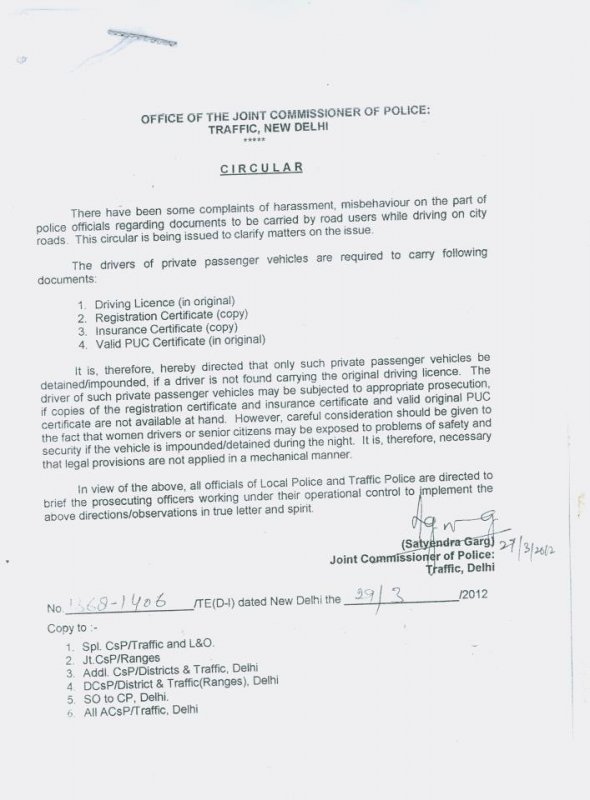 OFFICE OF THE JOINT COMMISSIONER OF POLICE:
TRAFFIC, NEW DELHI
*****
CIRCULAR
There have been some complaints of harassment, misbehaviour on the part of
police officials regarding documents to be carried by road users while driving on city
roads. This circular is being issued to clarify matters on the issue.
The drivers of private passenger vehicles are required to carry following
documents:
1. Driving Licence (in original)
2. Registration Certificate (copy)
3. Insurance Certificate (copy)
4. Valid PUC Certificate (in original)
It is, therefore, hereby directed that only such private passenger vehicles be
detained/impounded, if a driver is not found carrying the original driving licence. The
driver of such private passenger vehicles may be subjected to appropriate prosecution,
if copies of the registration certificate and insurance certificate and valid original PUC
certificate are not available at hand. However, careful consideration should be given to
the fact that women drivers or senior citizens may be exposed to problems of safety and
security if the vehicle is impounded/detained during the night. It is, therefore, necessary
that legal provisions are not applied in a mechanical manner.
In view of the above, all officials of Local Police and Traffic Police are directed to
brief the prosecuting officers working under their operational control to implement the
above directions/observations in true letter and spirit.
(Satyendra Garg) 27/3/2012
Joint Commissioner of Police:
Traffic, Delhi
No. 1368-1406 /TE(D-I) dated New Delhi the 29/3 /2012
Copy to :-
1. Spl. CsP/Traffic and L&O.
2. Jt.CsP/Ranges
3. Addl. CsP/Districts & Traffic, Delhi
4. DCsP/District & Traffic(Ranges), Delhi
5. SO to CP, Delhi.
6. All ACsP/Traffic, Delhi